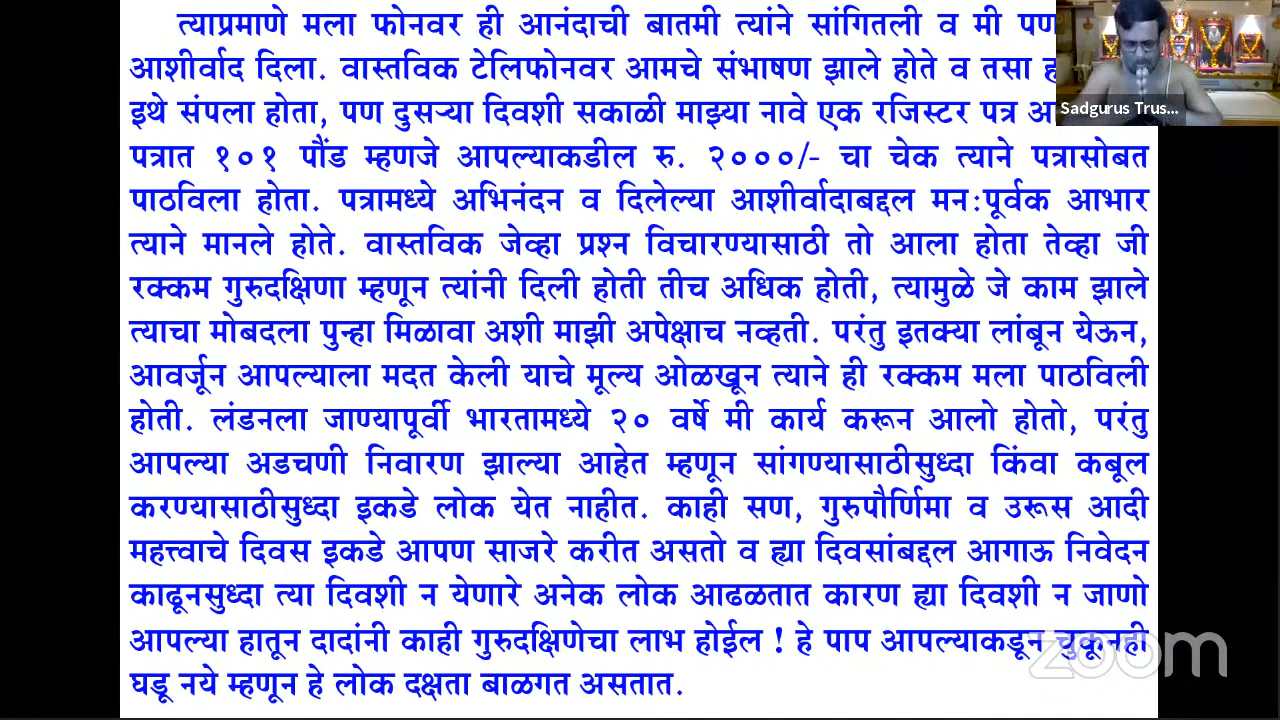 त्याप्रमाणे मला फोनवर ही आनंदाची बातमी त्यांने सांगितली व मी पण
आशीर्वाद दिला. वास्तविक टेलिफोनवर आमचे संभाषण झाले होते व तसा
इथे संपला होता, पण दुसऱ्या दिवशी सकाळी माझ्या नावे एक रजिस्टर पत्र
पत्रात १०१ पौंड म्हणजे आपल्याकडील रु. २०००/- चा चेक त्याने पत्रासोबत
पाठविला होता. पत्रामध्ये अभिनंदन व दिलेल्या आशीर्वादाबद्दल मनःपूर्वक आभार
त्याने मानले होते. वास्तविक जेव्हा प्रश्न विचारण्यासाठी तो आला होता तेव्हा जी
रक्कम गुरुदक्षिणा म्हणून त्यांनी दिली होती तीच अधिक होती, त्यामुळे जे काम झाले
त्याचा मोबदला पुन्हा मिळावा अशी माझी अपेक्षाच नव्हती. परंतु इतक्या लांबून येऊन,
आवर्जून आपल्याला मदत केली याचे मूल्य ओळखून त्याने ही रक्कम मला पाठविली
होती. लंडनला जाण्यापूर्वी भारतामध्ये २० वर्षे मी कार्य करून आलो होतो, परंतु
आपल्या अडचणी निवारण झाल्या आहेत म्हणून सांगण्यासाठीसुध्दा किंवा कबूल
करण्यासाठीसुध्दा इकडे लोक येत नाहीत. काही सण, गुरुपौर्णिमा व उरूस आदी
महत्त्वाचे दिवस इकडे आपण साजरे करीत असतो व ह्या दिवसांबद्दल आगाऊ निवेदन
काढूनसुध्दा त्या दिवशी न येणारे अनेक लोक आढळतात कारण ह्या दिवशी न जाणो
आपल्या हातून दादांनी काही गुरुदक्षिणेचा लाभ होईल ! हे पाप आपल्याकडून चुकूनही
घडू नये म्हणून हे लोक दक्षता बाळगत असतात.
Sadgurus Trus...
zoom